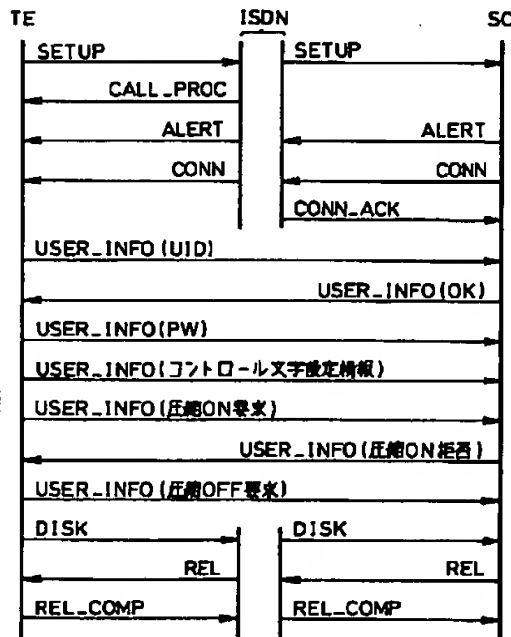 TE ISDN SC
SETUP SETUP
CALL_PROC
ALERT ALERT
CONN CONN
CONN_ACK
USER_INFO(UID)
USER_INFO(OK)
USER_INFO(PW)
USER_INFO(コントロール文字設定情報)
USER_INFO(圧縮ON要求)
USER_INFO(圧縮ON拒否)
USER_INFO(圧縮OFF要求)
DISK DISK
REL REL
REL_COMP REL_COMP